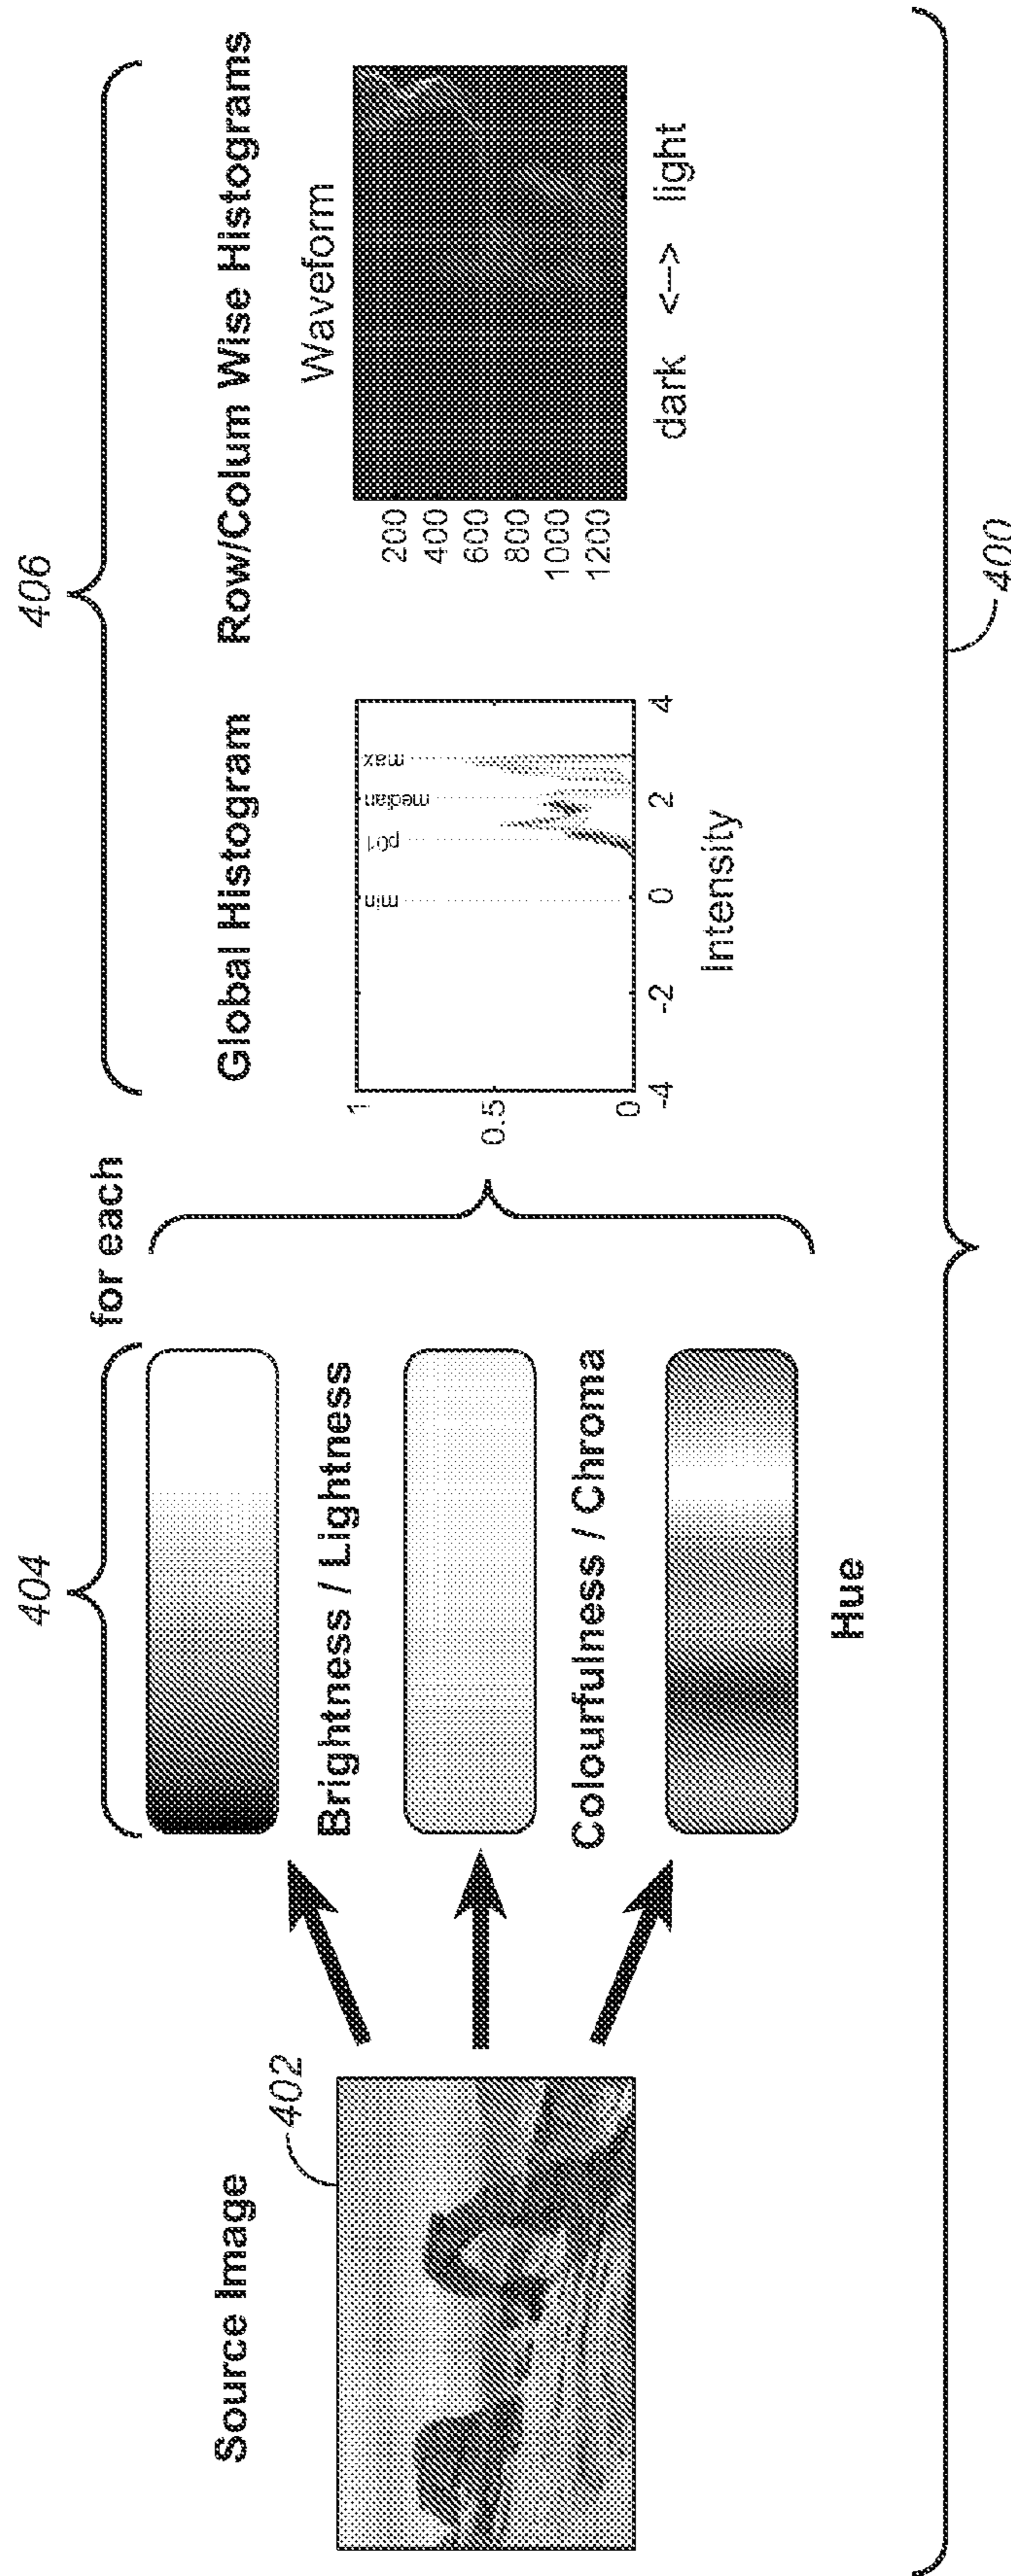 Source Image
402
404
Brightness / Lightness
Colourfulness / Chroma
Hue
for each
406
Global Histogram
1
0.5
0
min
p01
median
max
-4
-2
0
2
4
Intensity
Row/Colum Wise Histograms
Waveform
200
400
600
800
1000
1200
dark <--> light
400